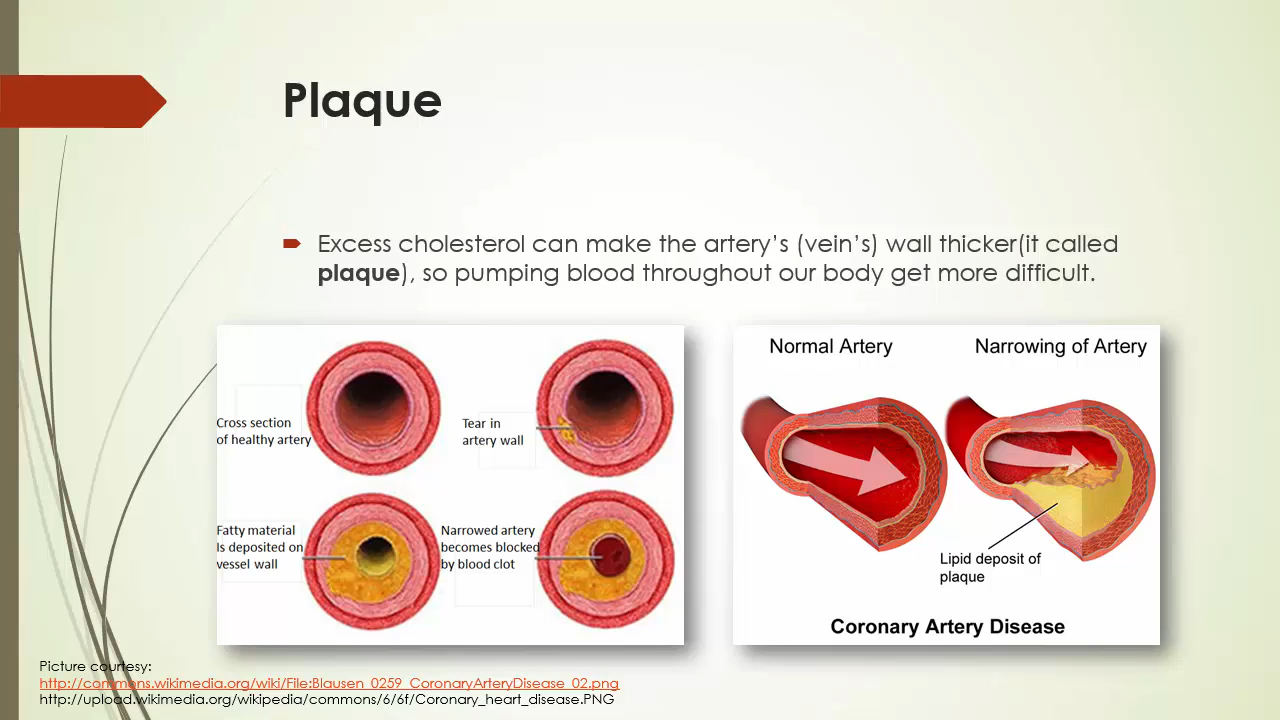 Plaque
Excess cholesterol can make the artery’s (vein’s) wall thicker(it called
plaque), so pumping blood throughout our body get more difficult.
Cross section
of healthy artery
Tear in
artery wall
Fatty material
Is deposited on
vessel wall
Narrowed artery
becomes blocked
by blood clot
Normal Artery
Narrowing of Artery
Lipid deposit of
plaque
Coronary Artery Disease
Picture courtesy:
http://commons.wikimedia.org/wiki/File:Blausen_0259_CoronaryArteryDisease_02.png
http://upload.wikimedia.org/wikipedia/commons/6/6f/Coronary_heart_disease.PNG